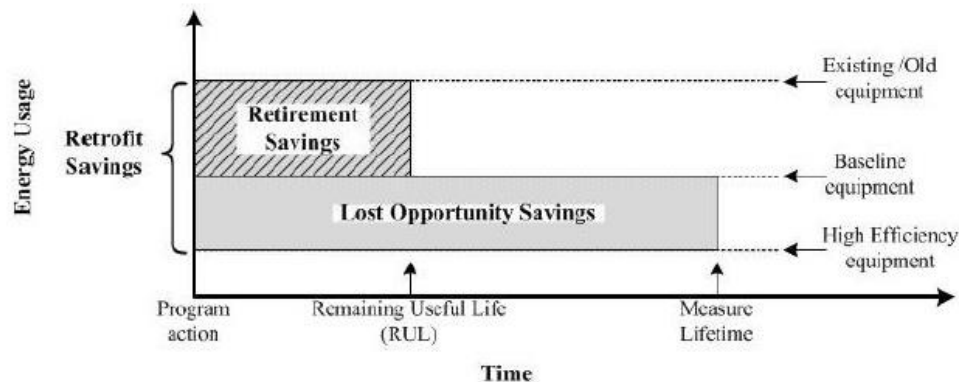 Energy Usage
Retrofit
Savings
Retirement
Savings
Lost Opportunity Savings
Existing /Old
equipment
Baseline
equipment
High Efficiency
equipment
Program
action
Remaining Useful Life
(RUL)
Measure
Lifetime
Time